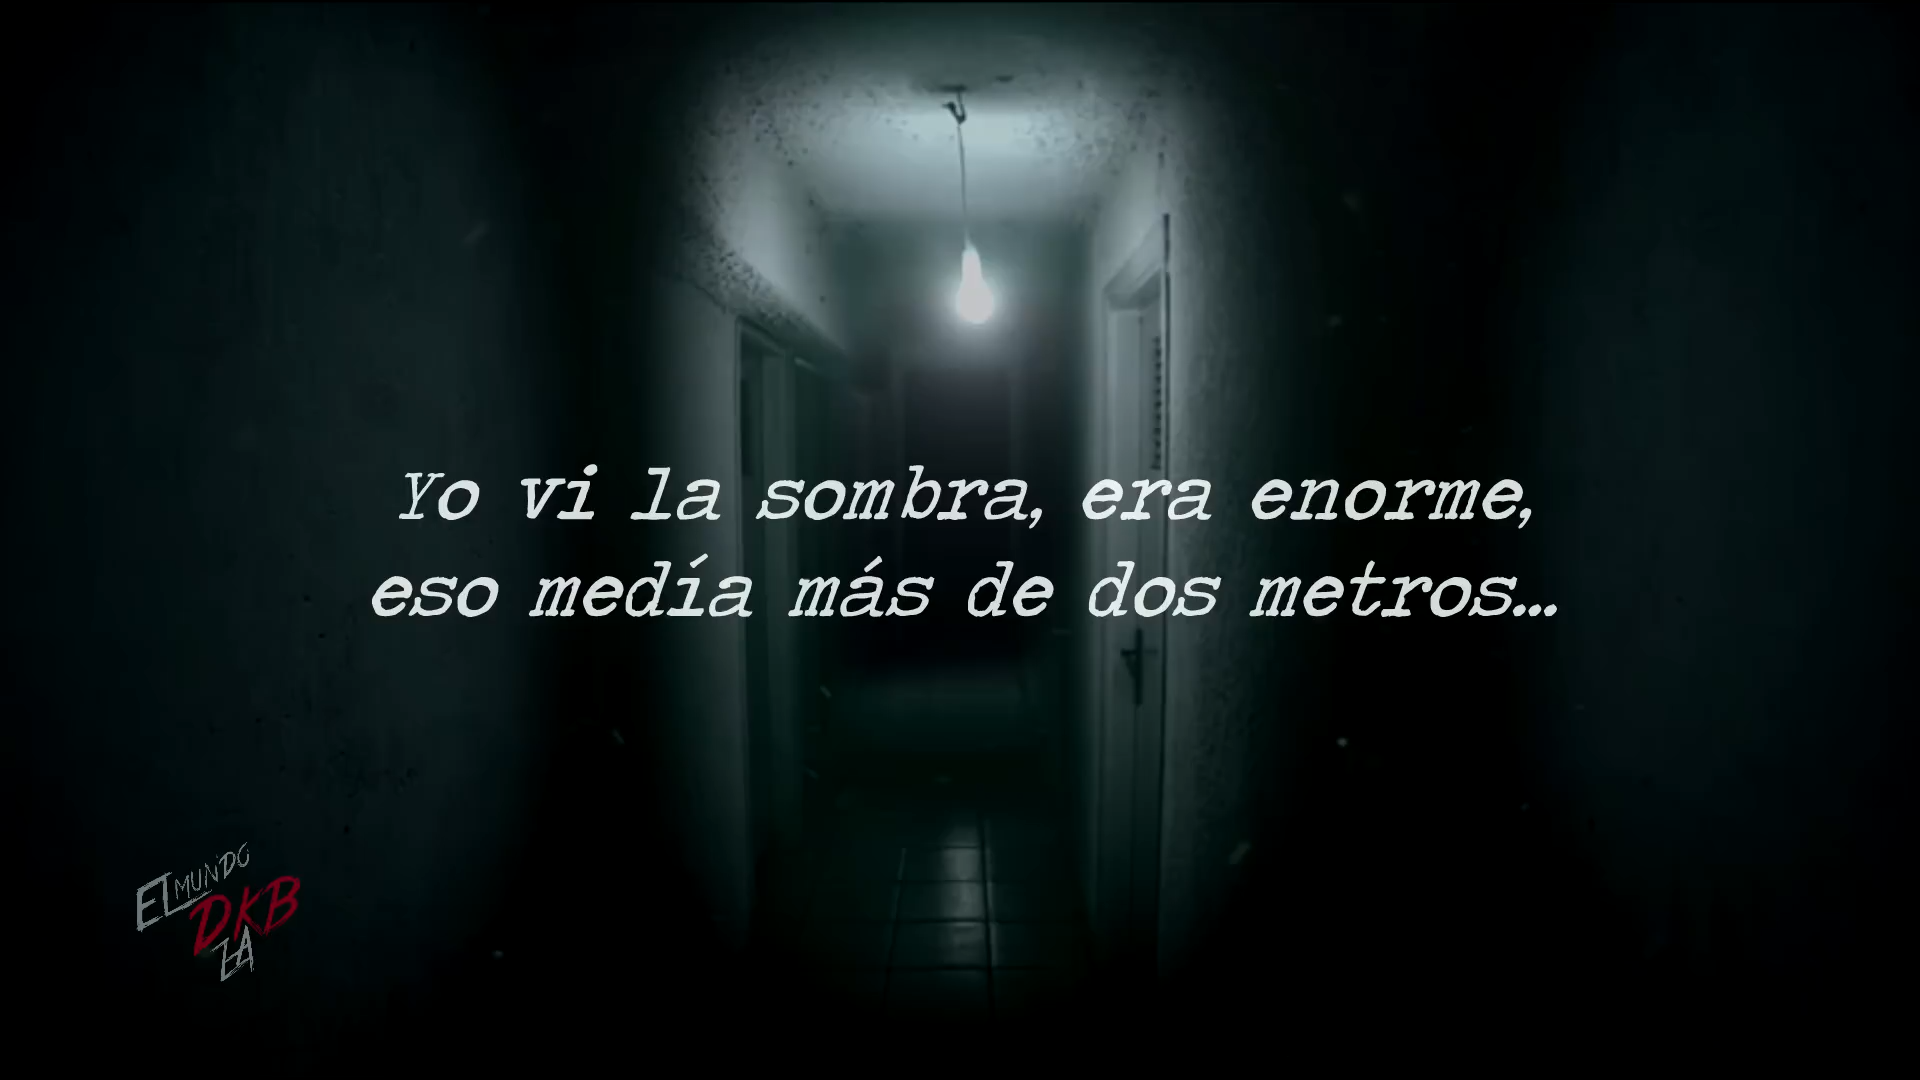 Yo vi la sombra, era enorme,
eso medía más de dos metros...
EL MUNDO
DKB
ZA